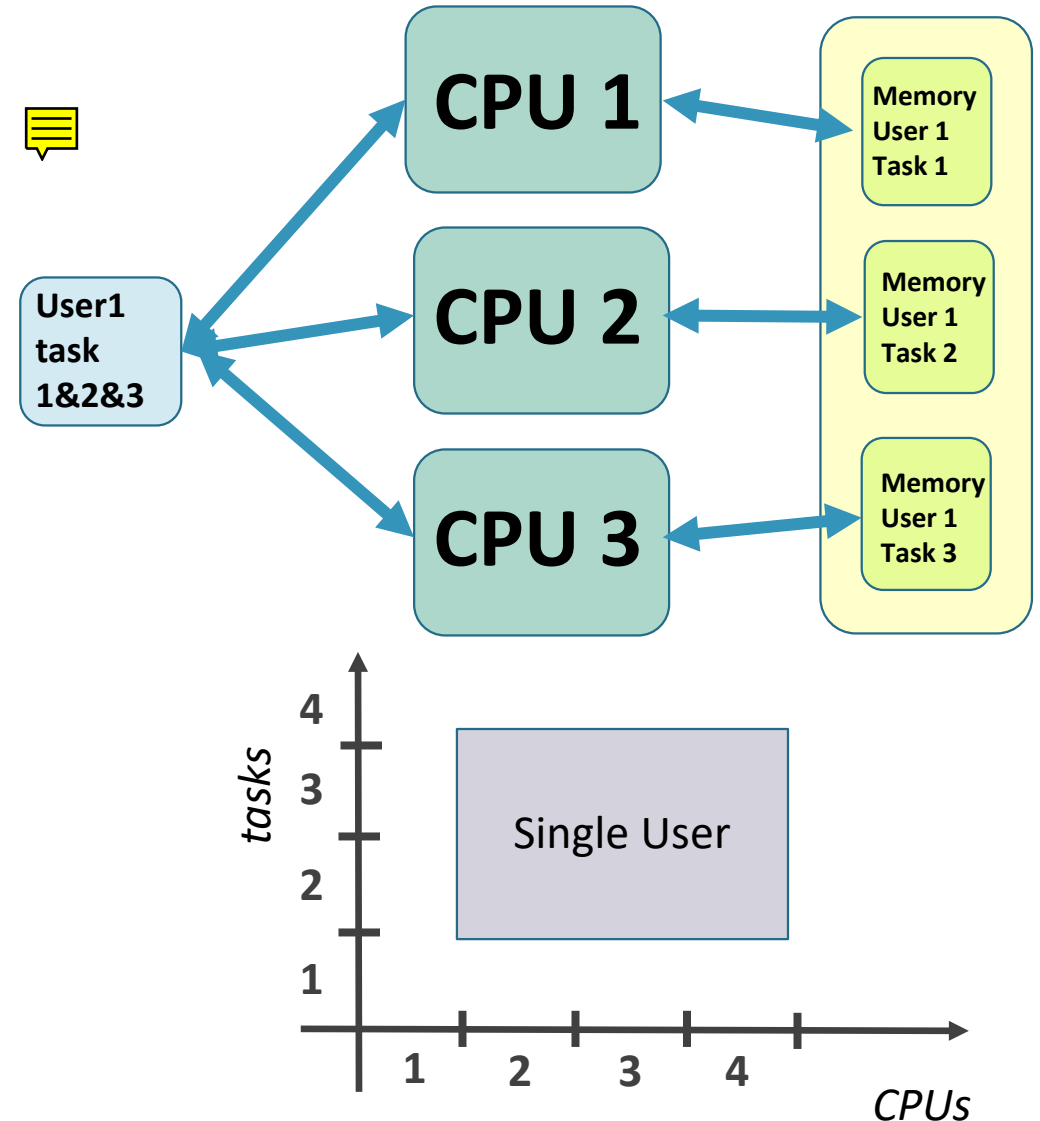 CPU 1
Memory
User 1
Task 1
User1
task
1&2&3
CPU 2
Memory
User 1
Task 2
CPU 3
Memory
User 1
Task 3
tasks
4
3
2
1
Single User
1
2
3
4
CPUs